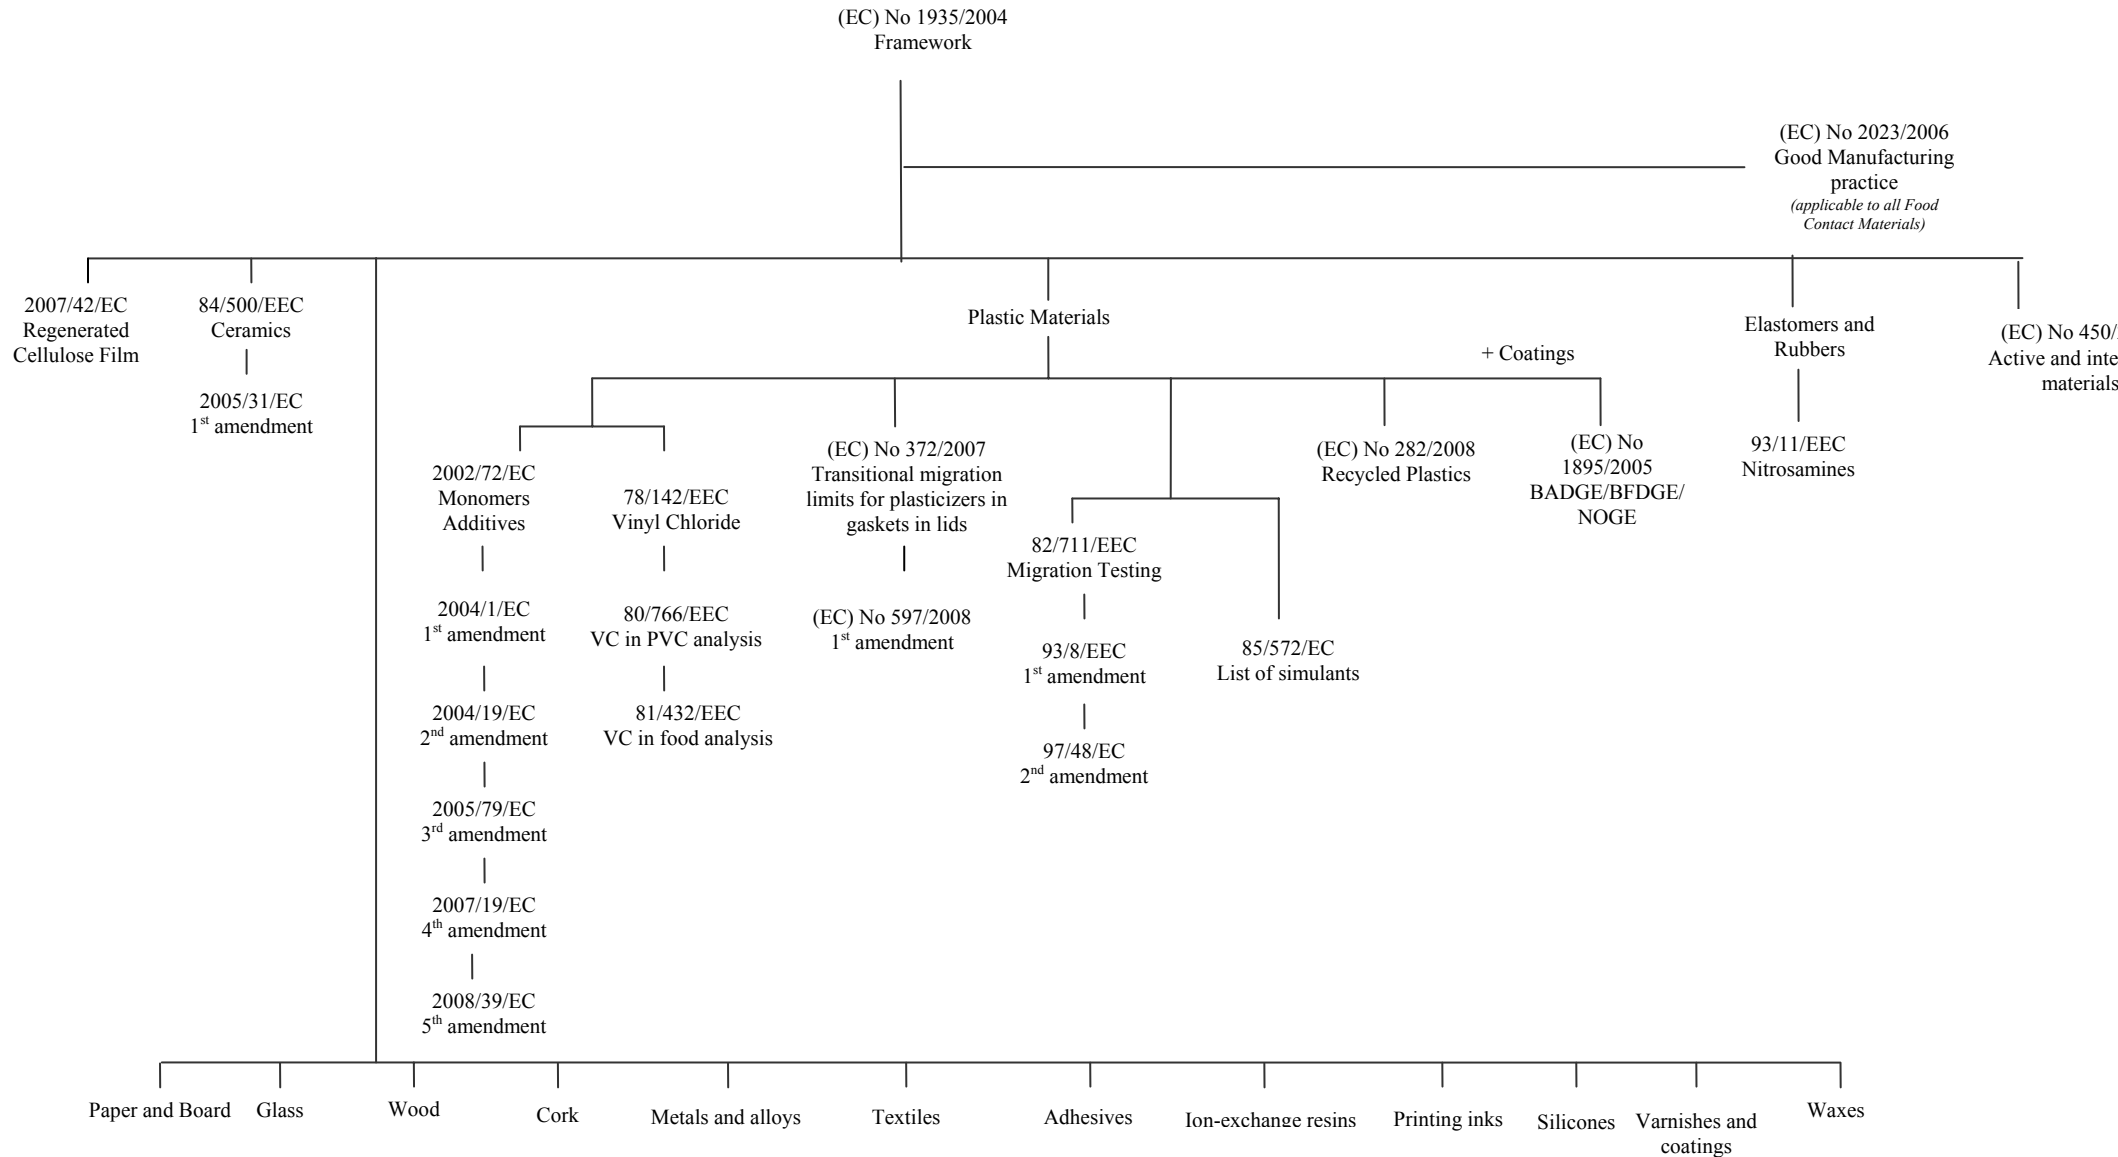 (EC) No 1935/2004
Framework
(EC) No 2023/2006
Good Manufacturing
practice
(applicable to all Food
Contact Materials)
2007/42/EC
Regenerated
Cellulose Film
84/500/EEC
Ceramics
2005/31/EC
1st amendment
Plastic Materials
+ Coatings
Elastomers and
Rubbers
93/11/EEC
Nitrosamines
(EC) No 450/
Active and inte
materials
2002/72/EC
Monomers
Additives
2004/1/EC
1st amendment
2004/19/EC
2nd amendment
2005/79/EC
3rd amendment
2007/19/EC
4th amendment
2008/39/EC
5th amendment
78/142/EEC
Vinyl Chloride
80/766/EEC
VC in PVC analysis
81/432/EEC
VC in food analysis
(EC) No 372/2007
Transitional migration
limits for plasticizers in
gaskets in lids
(EC) No 597/2008
1st amendment
82/711/EEC
Migration Testing
93/8/EEC
1st amendment
97/48/EC
2nd amendment
85/572/EC
List of simulants
(EC) No 282/2008
Recycled Plastics
(EC) No
1895/2005
BADGE/BFDGE/
NOGE
Paper and Board
Glass
Wood
Cork
Metals and alloys
Textiles
Adhesives
Ion-exchange resins
Printing inks
Silicones
Varnishes and
coatings
Waxes